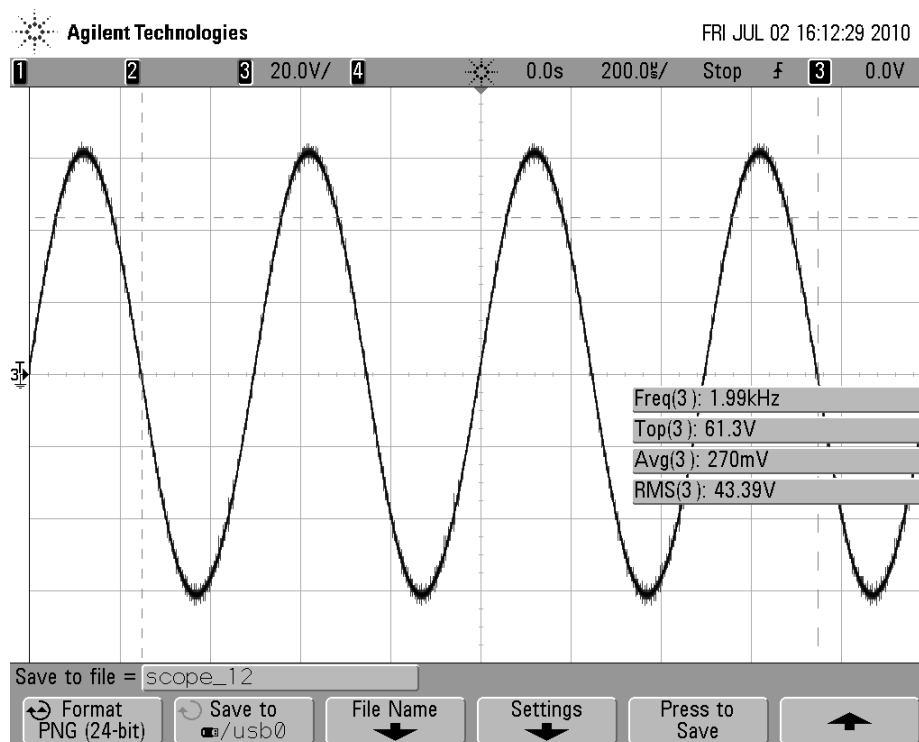 Agilent Technologies FRI JUL 02 16:12:29 2010
1 2 3 20.0V/ 4 0.0s 200.0µs/ Stop 3 0.0V
3
Freq(3): 1.99kHz
Top(3): 61.3V
Avg(3): 270mV
RMS(3): 43.39V
Save to file = scope_12
Format Save to File Name Settings Press to
PNG (24-bit) /usb0 Save